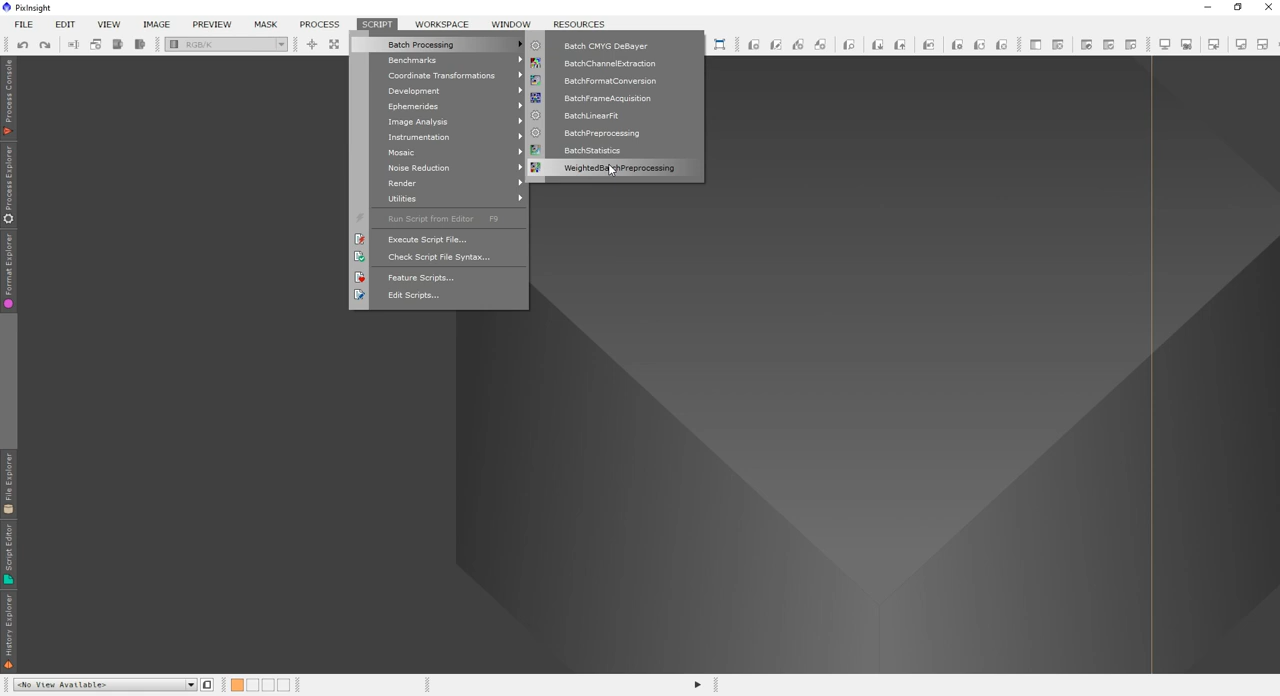 PixInsight
FILE EDIT VIEW IMAGE PREVIEW MASK PROCESS SCRIPT WORKSPACE WINDOW RESOURCES
RGB/K
Batch Processing
Benchmarks
Coordinate Transformations
Development
Ephemerides
Image Analysis
Instrumentation
Mosaic
Noise Reduction
Render
Utilities
Run Script from Editor F9
Execute Script File...
Check Script File Syntax...
Feature Scripts...
Edit Scripts...
Batch CMYG DeBayer
BatchChannelExtraction
BatchFormatConversion
BatchFrameAcquisition
BatchLinearFit
BatchPreprocessing
BatchStatistics
WeightedBatchPreprocessing
Process Console
Process Explorer
Format Explorer
File Explorer
Script Editor
History Explorer
<No View Available>